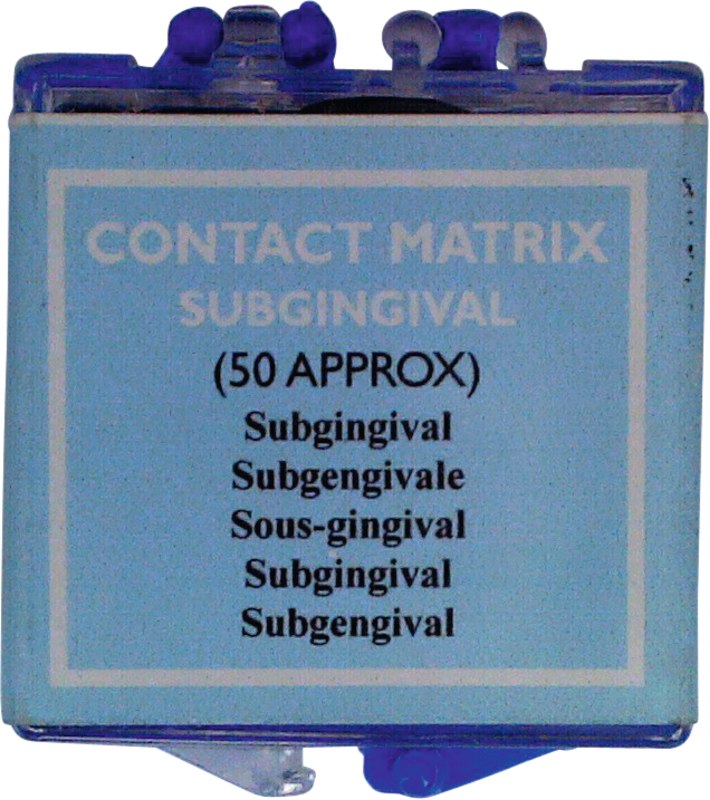 CONTACT MATRIX
SUBGINGIVAL
(50 APPROX)
Subgingival
Subgengivale
Sous-gingival
Subgingival
Subgengival